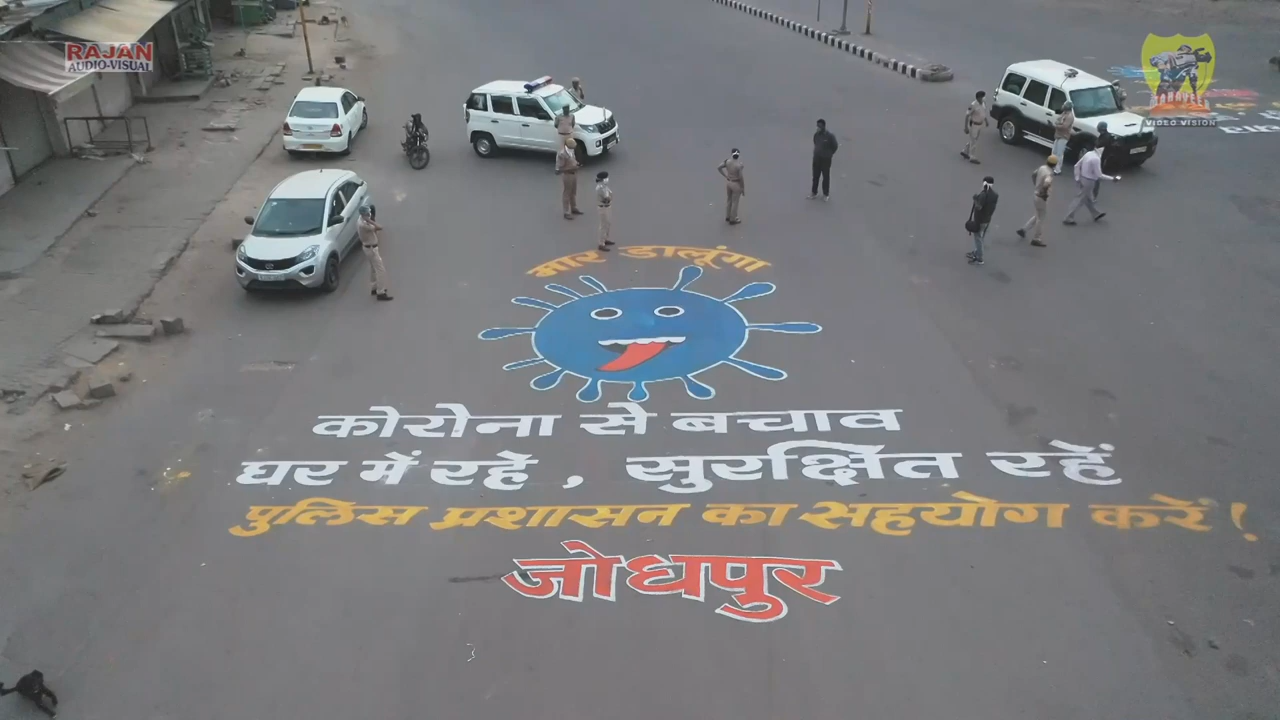 RAJAN
AUDIO-VISUAL
VIDEO VISION
मार डालूंगा
कोरोना से बचाव
घर में रहे , सुरक्षित रहें
पुलिस प्रशासन का सहयोग करें !
जोधपुर